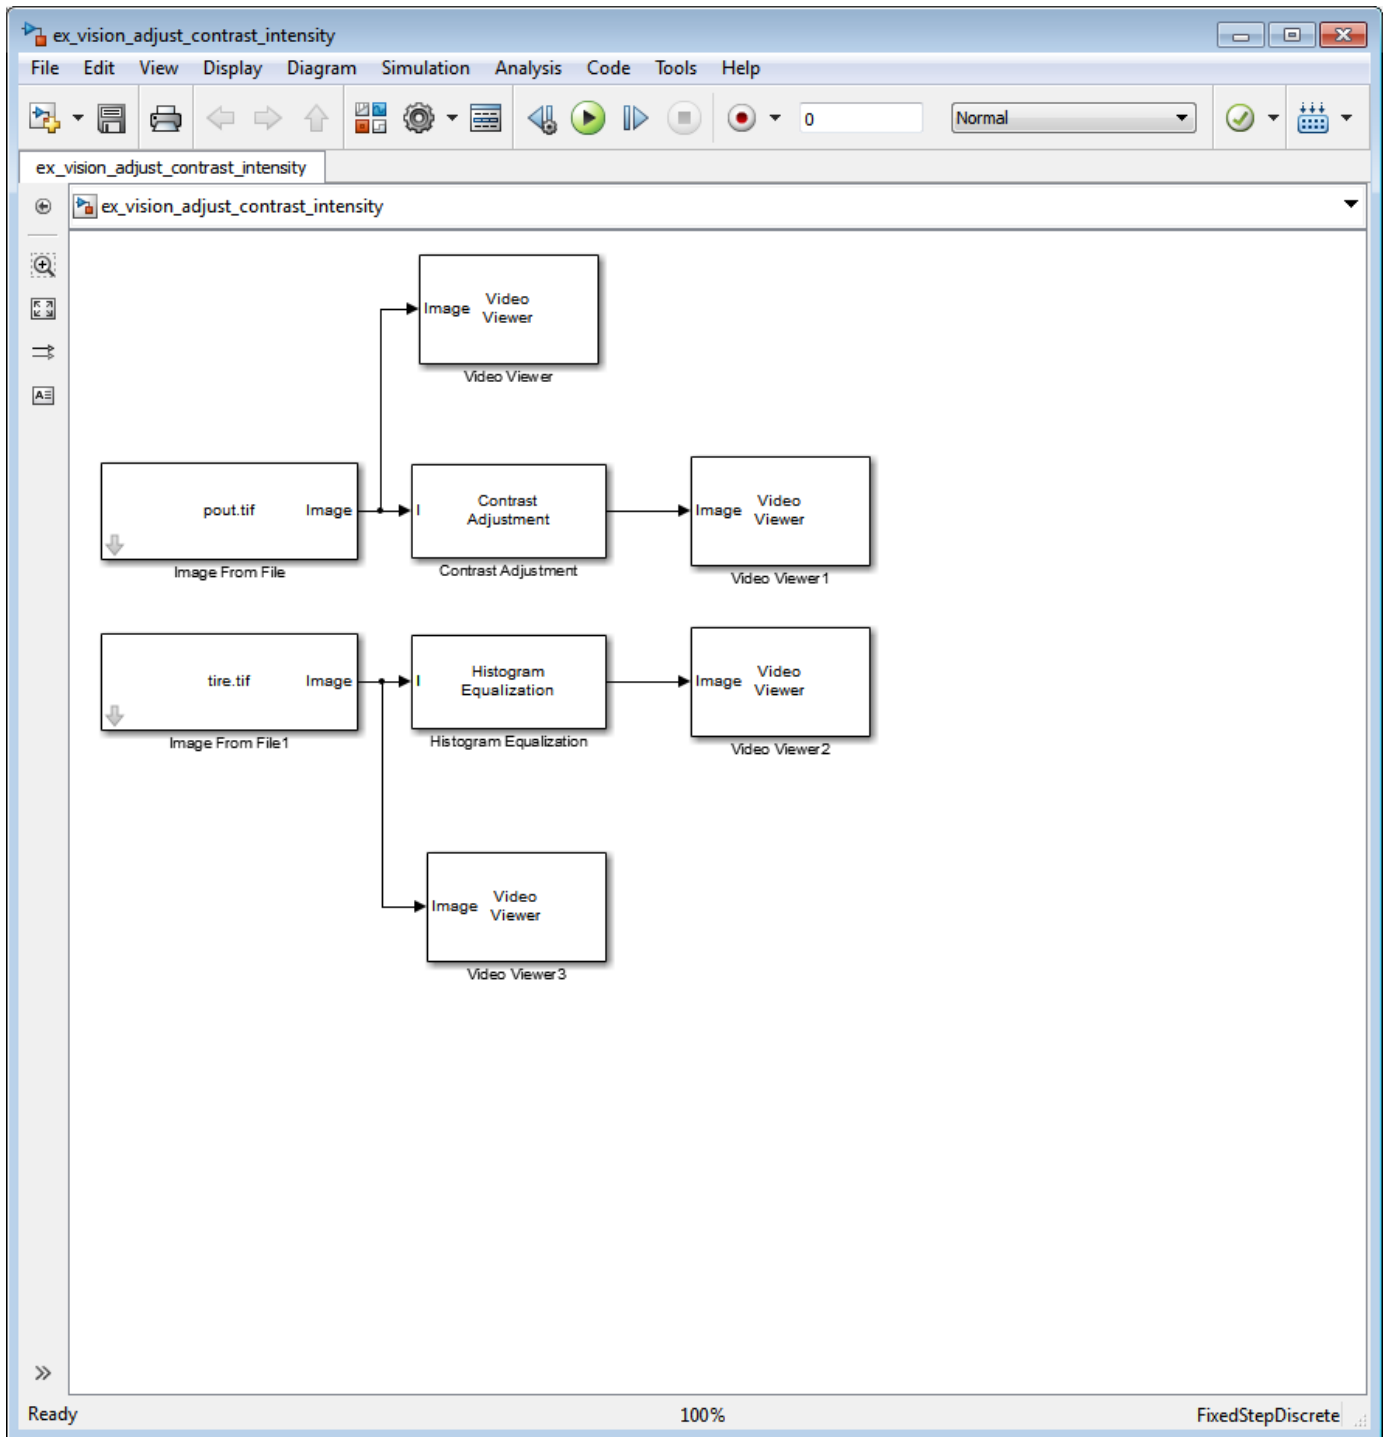 ex_vision_adjust_contrast_intensity
File Edit View Display Diagram Simulation Analysis Code Tools Help
0
Normal
ex_vision_adjust_contrast_intensity
ex_vision_adjust_contrast_intensity
Image
Video
Viewer
Video Viewer
pout.tif
Image
Image From File
I
Contrast
Adjustment
Contrast Adjustment
Image
Video
Viewer
Video Viewer1
tire.tif
Image
Image From File1
I
Histogram
Equalization
Histogram Equalization
Image
Video
Viewer
Video Viewer2
Image
Video
Viewer
Video Viewer3
Ready
100%
FixedStepDiscrete